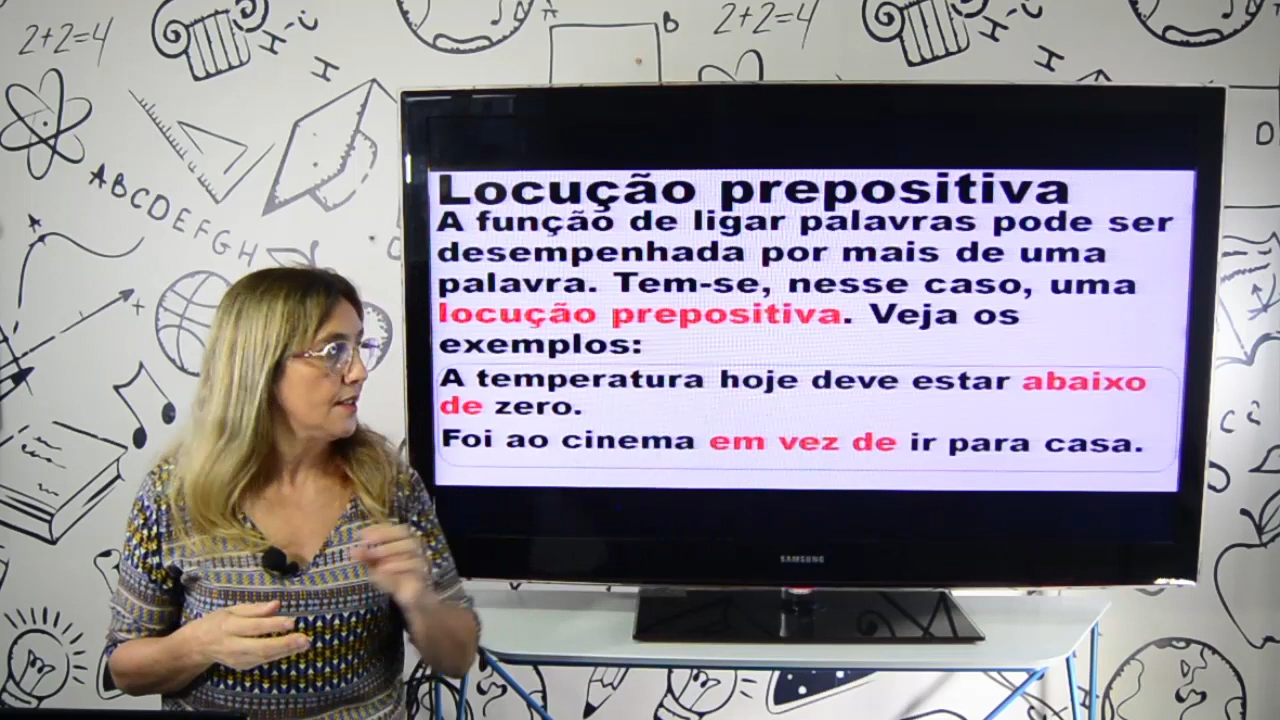 2+2=4
H-i
H
A
B
2+2=4
H-i
H
ABCDEFGH
Locução prepositiva
A função de ligar palavras pode ser
desempenhada por mais de uma
palavra. Tem-se, nesse caso, uma
locução prepositiva. Veja os
exemplos:
A temperatura hoje deve estar abaixo
de zero.
Foi ao cinema em vez de ir para casa.
SAMSUNG